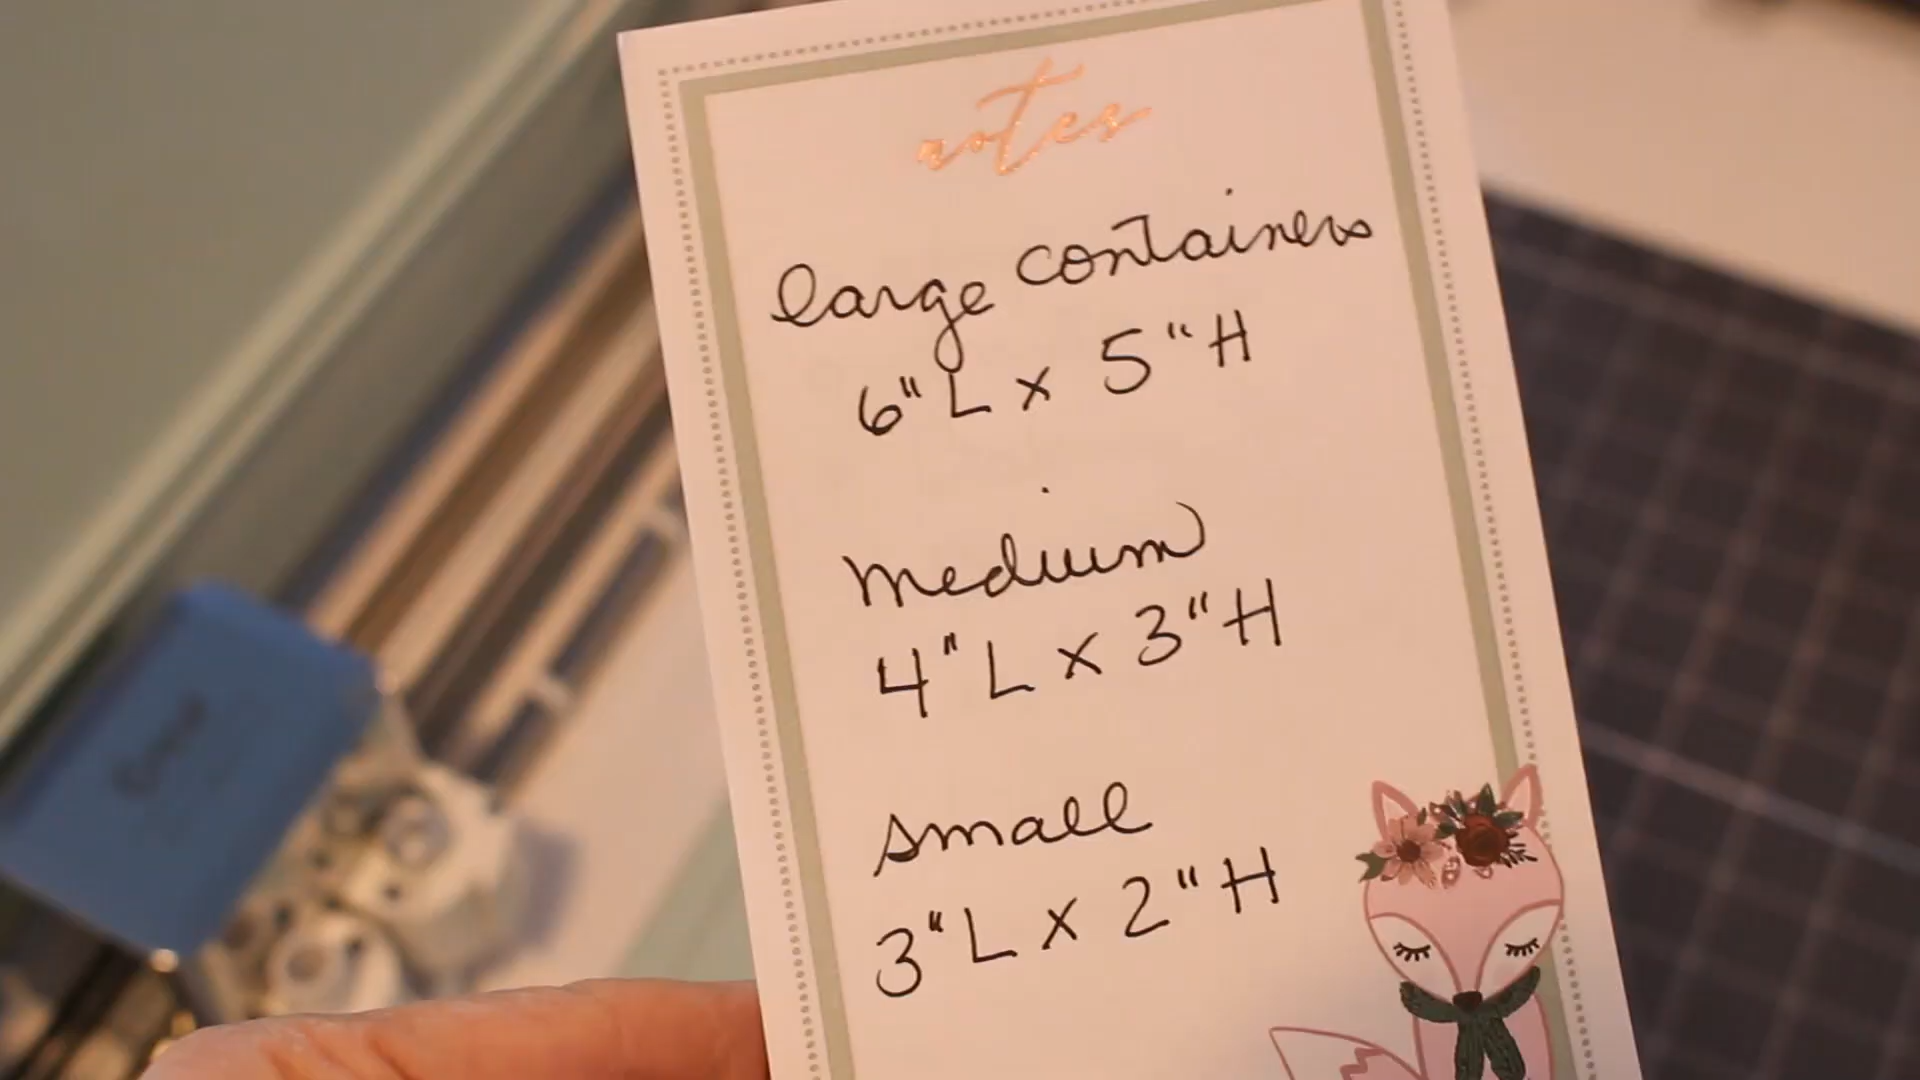 notes
large containers
6" L x 5" H
medium
4" L x 3" H
small
3" L x 2" H